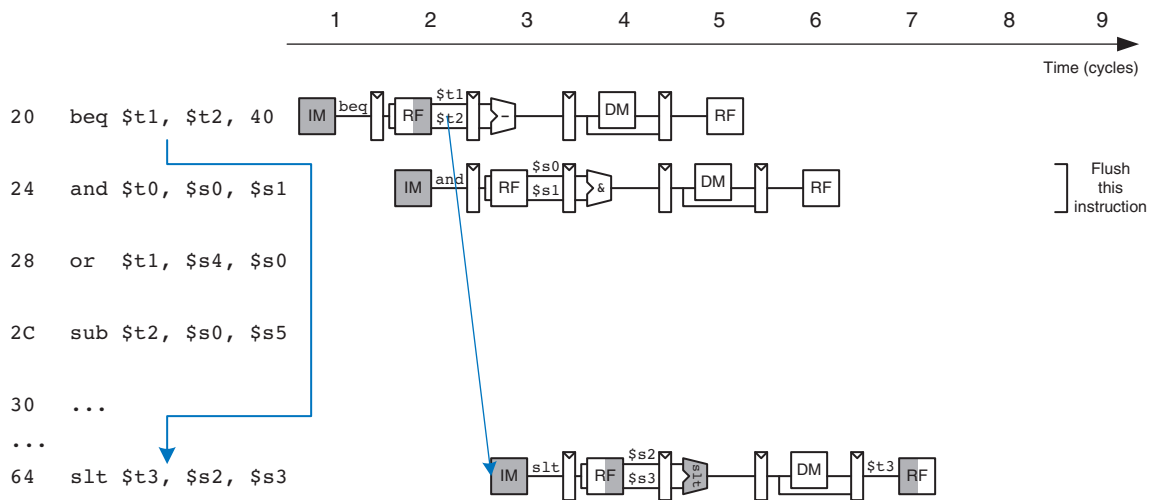 1 2 3 4 5 6 7 8 9
Time (cycles)
20 beq $t1, $t2, 40 IM beq RF $t1 $t2 - DM RF
24 and $t0, $s0, $s1 IM and RF $s0 $s1 & DM RF
Flush
this
instruction
28 or $t1, $s4, $s0
2C sub $t2, $s0, $s5
30 ...
...
64 slt $t3, $s2, $s3 IM slt RF $s2 $s3 slt DM $t3 RF